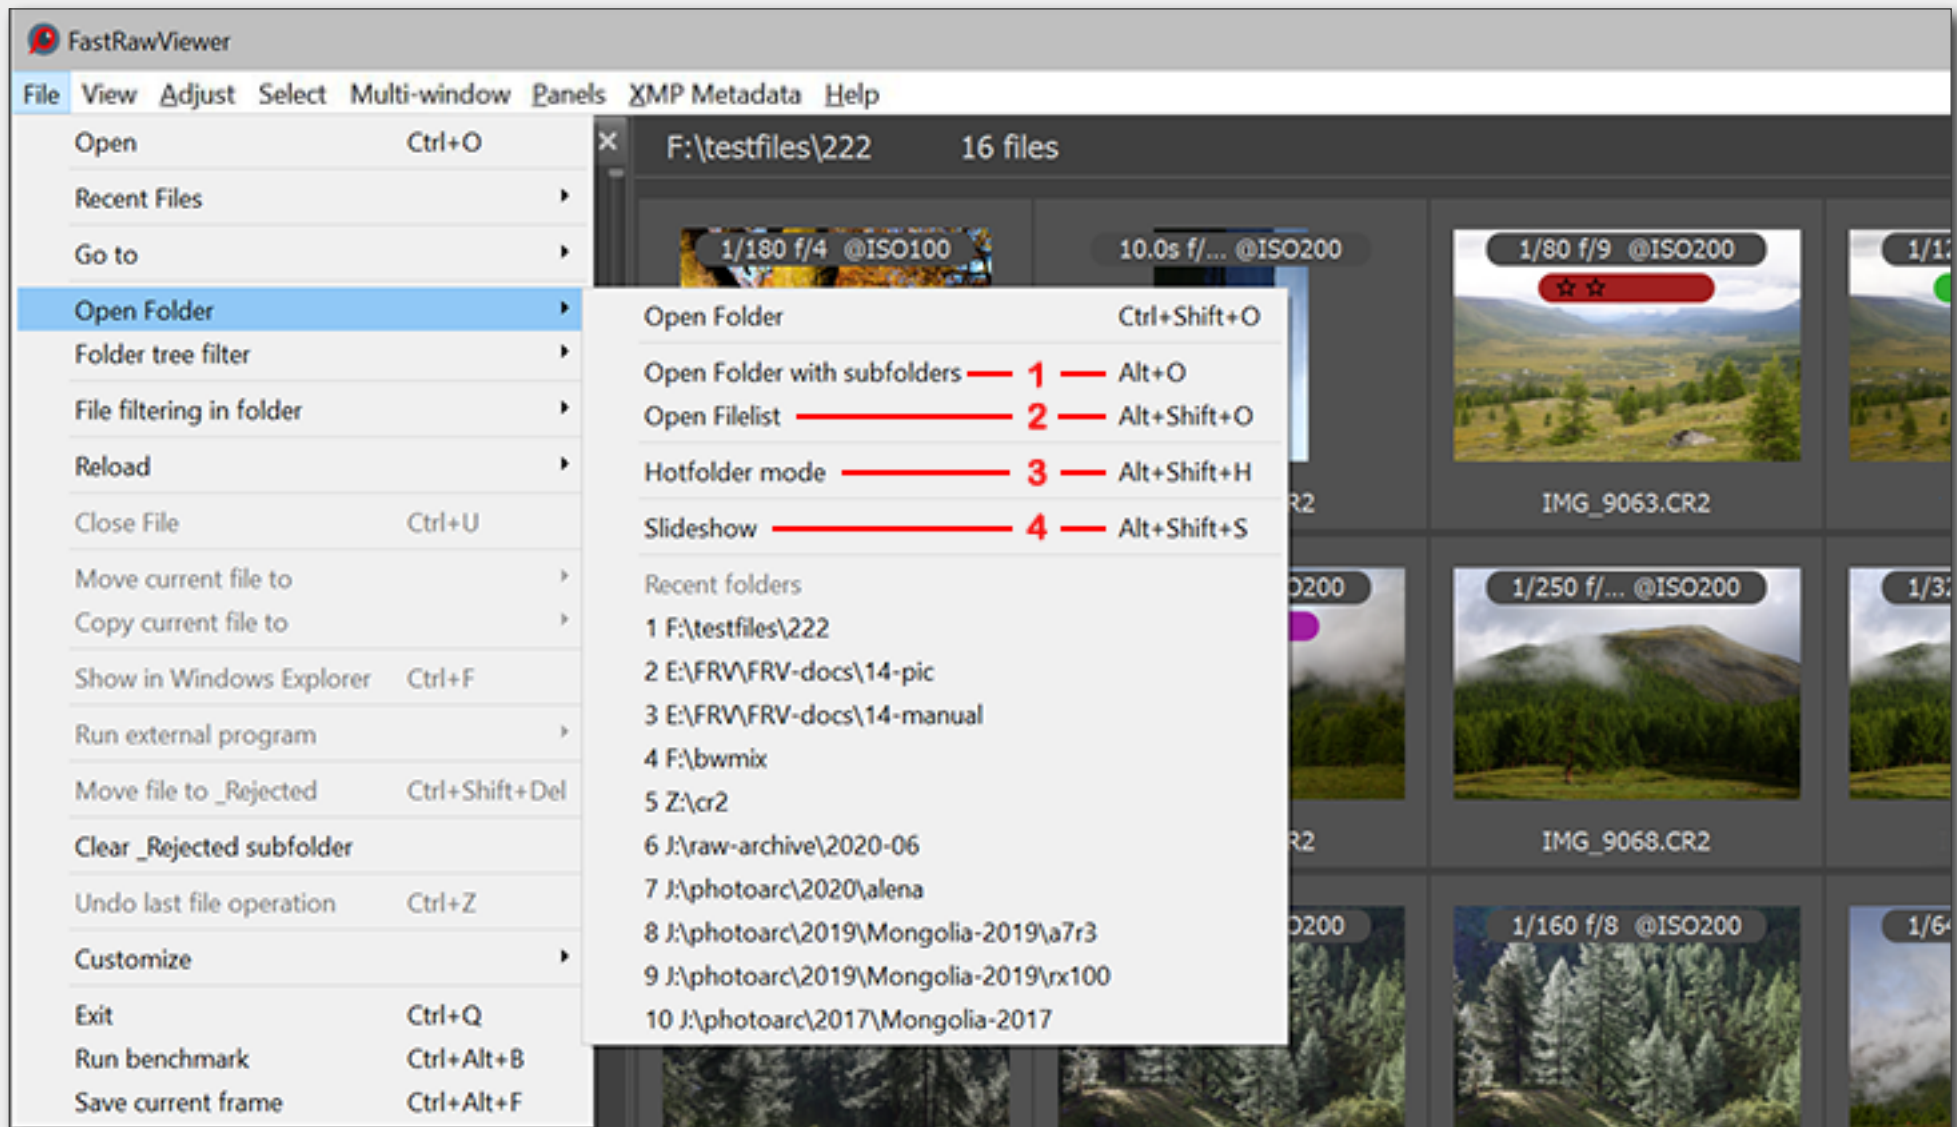 FastRawViewer
File View Adjust Select Multi-window Panels XMP Metadata Help
Open Ctrl+O
Recent Files
Go to
Open Folder
Folder tree filter
File filtering in folder
Reload
Close File Ctrl+U
Move current file to
Copy current file to
Show in Windows Explorer Ctrl+F
Run external program
Move file to _Rejected Ctrl+Shift+Del
Clear _Rejected subfolder
Undo last file operation Ctrl+Z
Customize
Exit Ctrl+Q
Run benchmark Ctrl+Alt+B
Save current frame Ctrl+Alt+F
Open Folder Ctrl+Shift+O
Open Folder with subfolders 1 Alt+O
Open Filelist 2 Alt+Shift+O
Hotfolder mode 3 Alt+Shift+H
Slideshow 4 Alt+Shift+S
Recent folders
1 F:\testfiles\222
2 E:\FRV\FRV-docs\14-pic
3 E:\FRV\FRV-docs\14-manual
4 F:\bwmix
5 Z:\cr2
6 J:\raw-archive\2020-06
7 J:\photoarc\2020\alena
8 J:\photoarc\2019\Mongolia-2019\a7r3
9 J:\photoarc\2019\Mongolia-2019\rx100
10 J:\photoarc\2017\Mongolia-2017
F:\testfiles\222 16 files
1/180 f/4 @ISO100
10.0s f/... @ISO200
1/80 f/9 @ISO200
R2
IMG_9063.CR2
O200
1/250 f/... @ISO200
R2
IMG_9068.CR2
O200
1/160 f/8 @ISO200